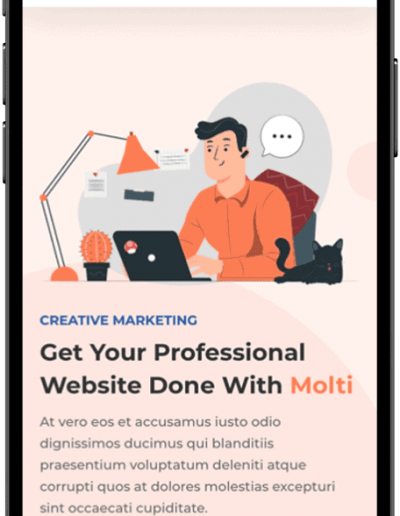 CREATIVE MARKETING
Get Your Professional
Website Done With Molti
At vero eos et accusamus iusto odio
dignissimos ducimus qui blanditiis
praesentium voluptatum deleniti atque
corrupti quos at dolores molestias excepturi
sint occaecati cupiditate.